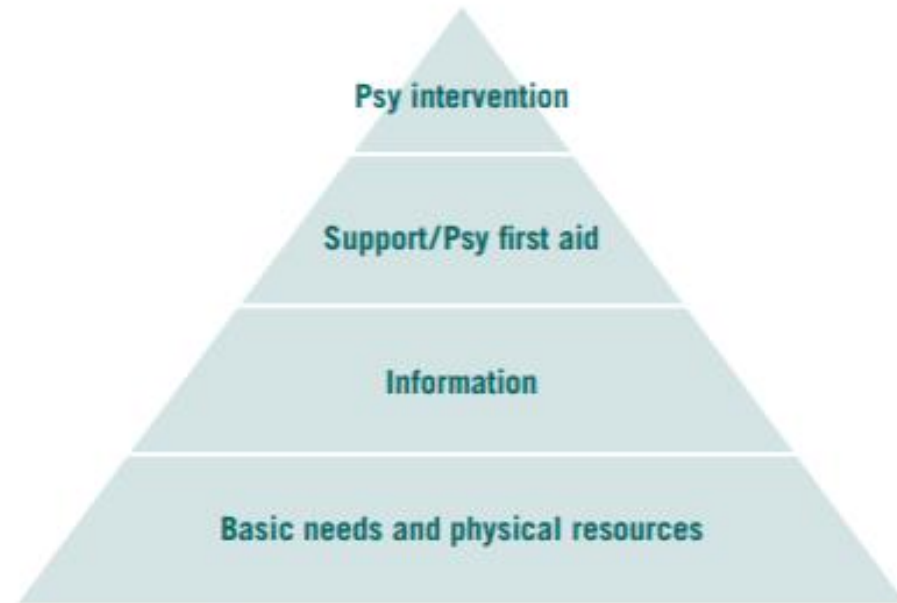 Psy intervention
Support/Psy first aid
Information
Basic needs and physical resources